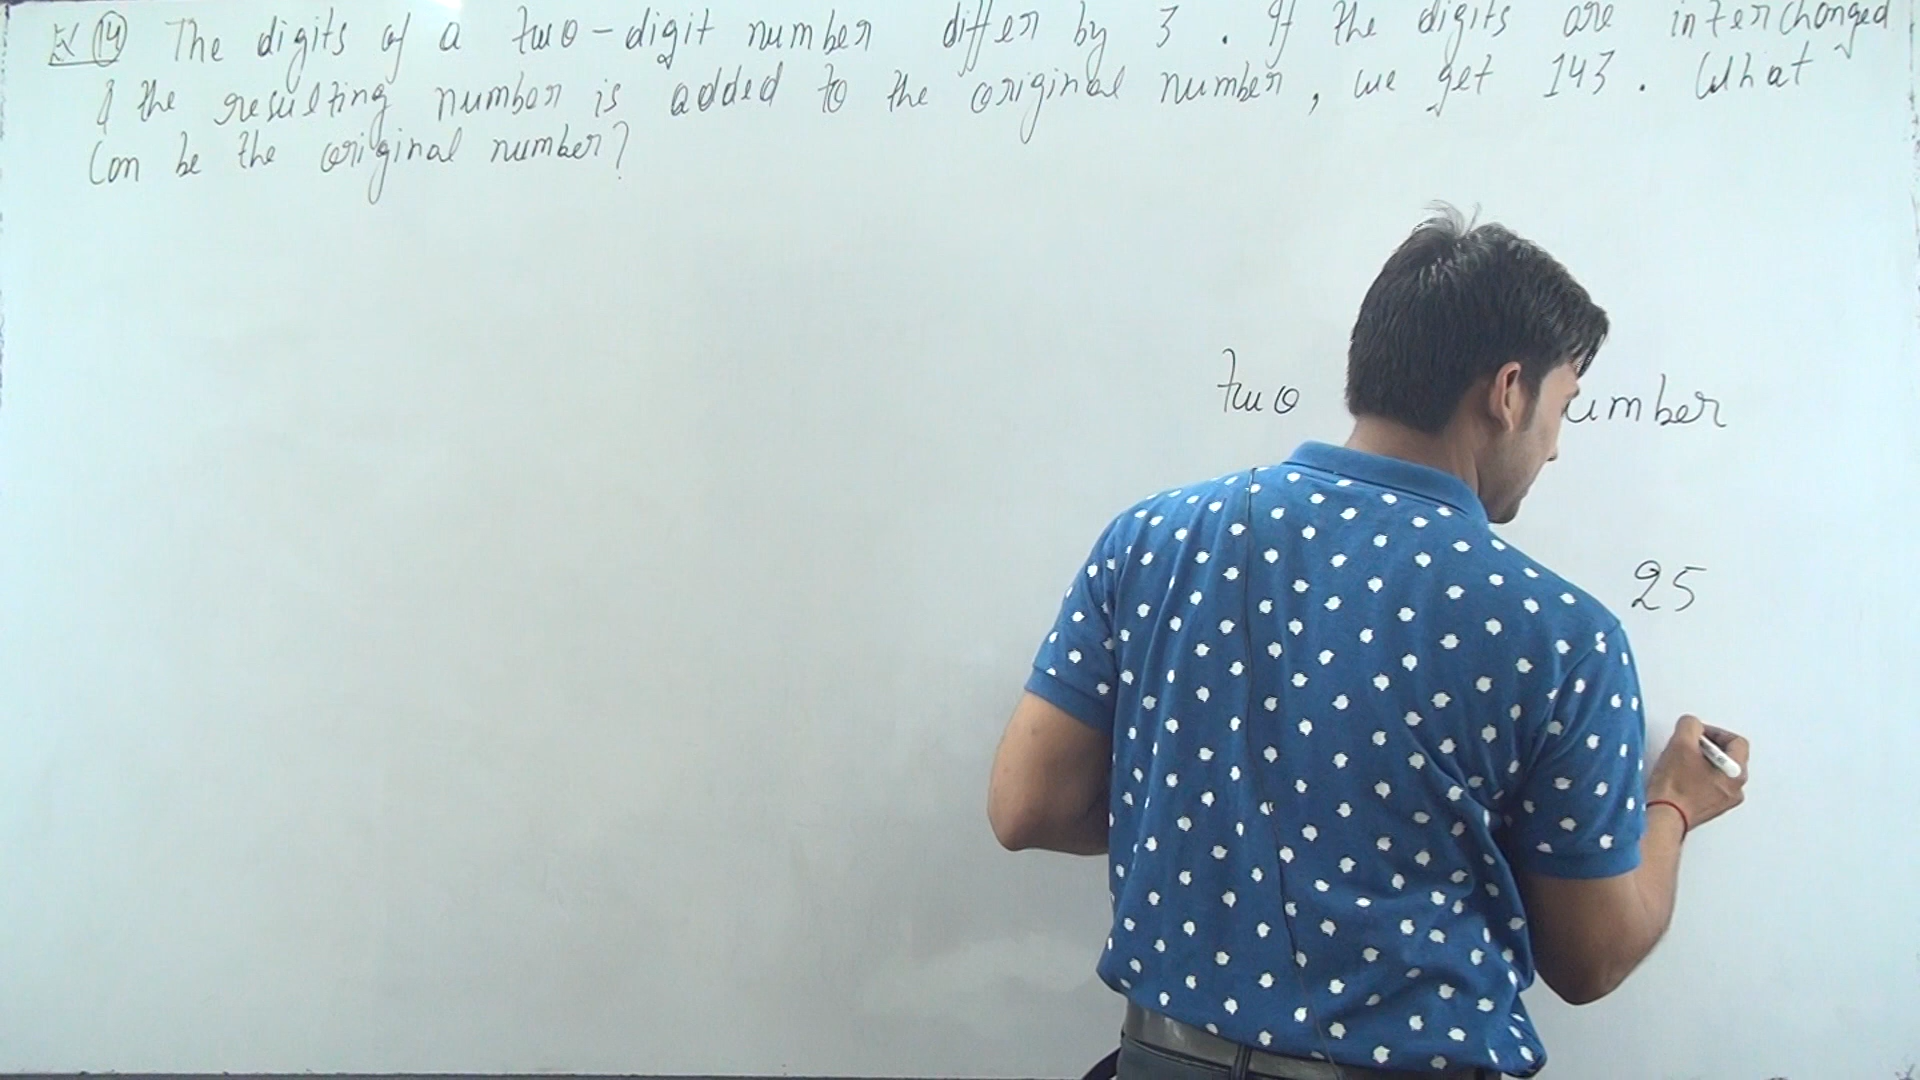 Ex 14 The digits of a two-digit number differ by 3. If the digits are interchanged
& the resulting number is added to the original number, we get 143. What
Can be the original number?
two umber
25